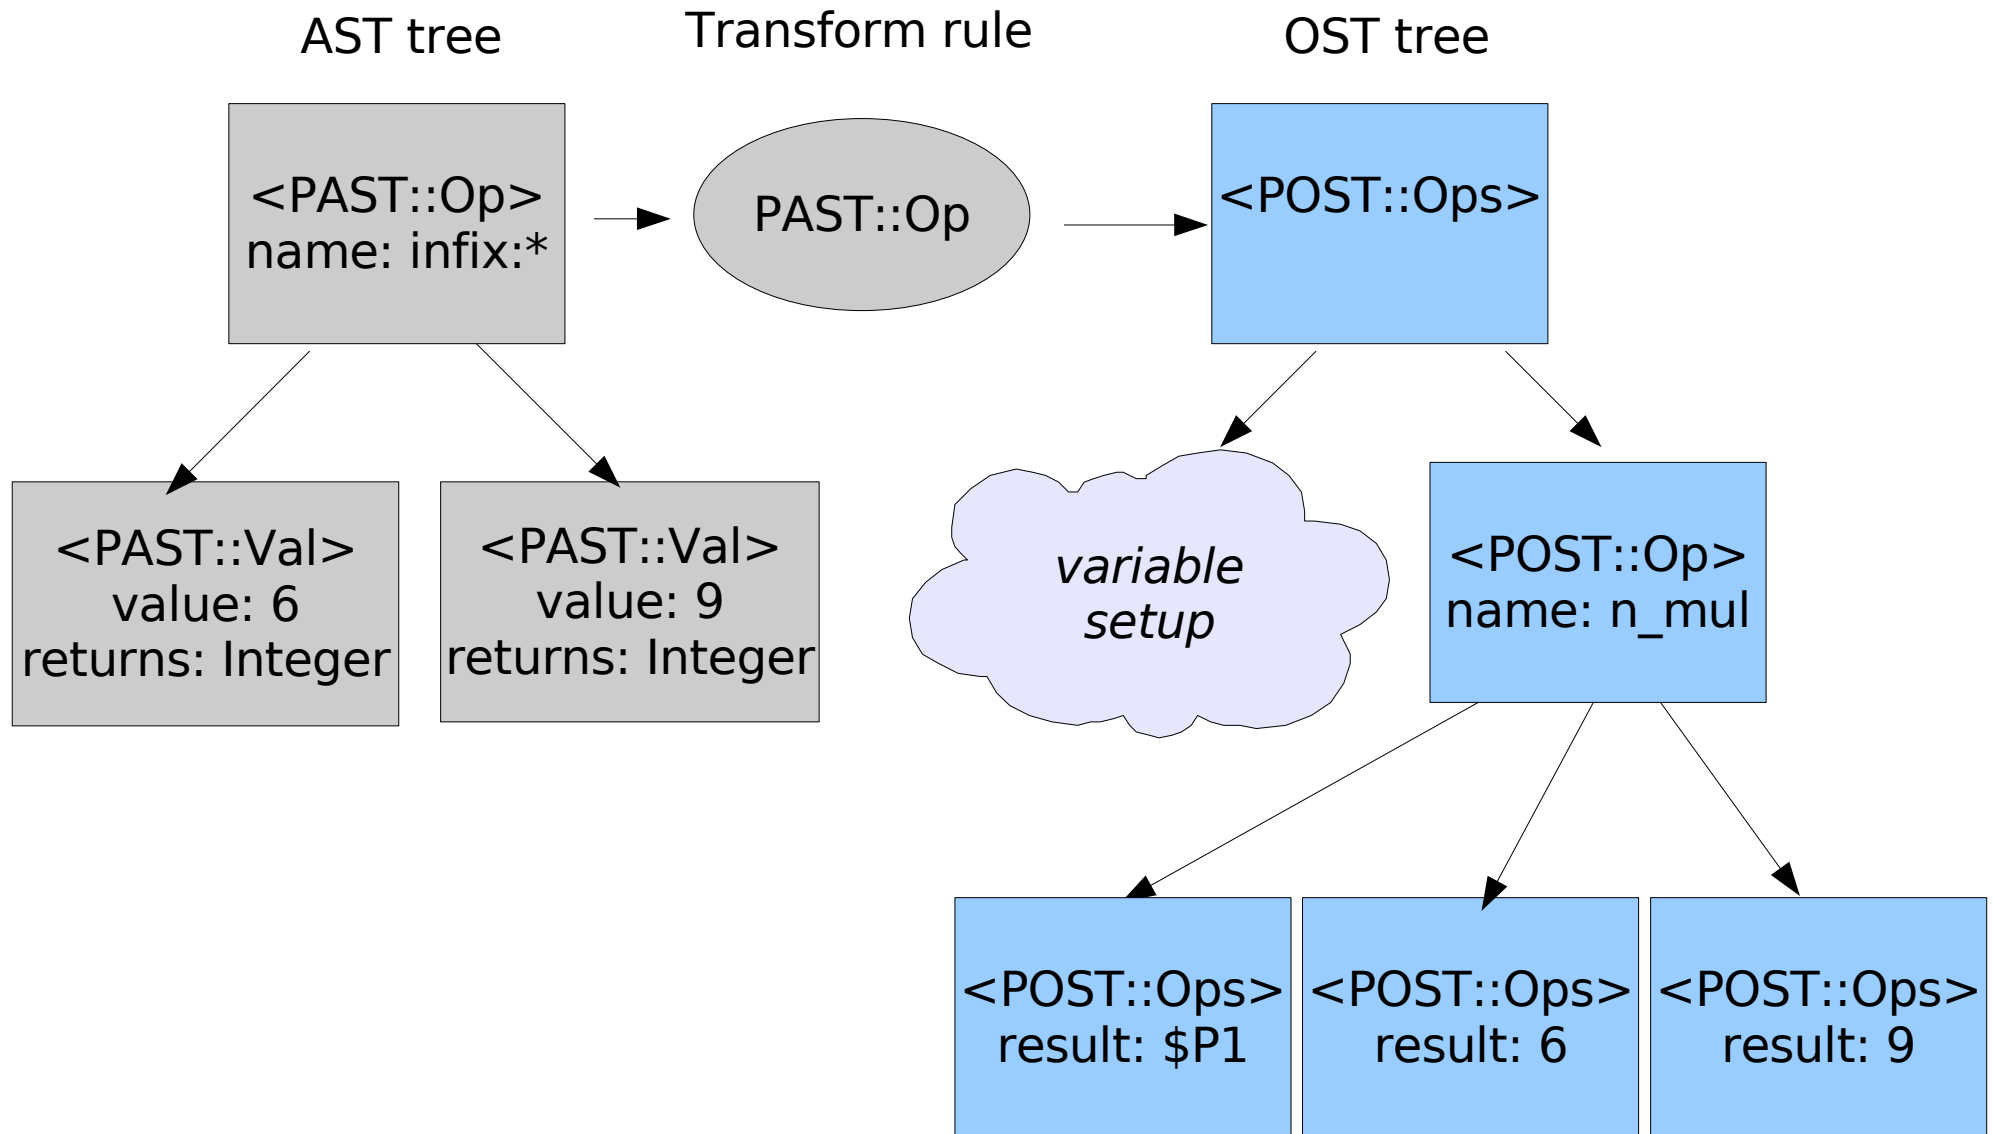 AST tree
Transform rule
OST tree
<PAST::Op>
name: infix:*
PAST::Op
<POST::Ops>
<PAST::Val>
value: 6
returns: Integer
<PAST::Val>
value: 9
returns: Integer
variable
setup
<POST::Op>
name: n_mul
<POST::Ops>
result: $P1
<POST::Ops>
result: 6
<POST::Ops>
result: 9